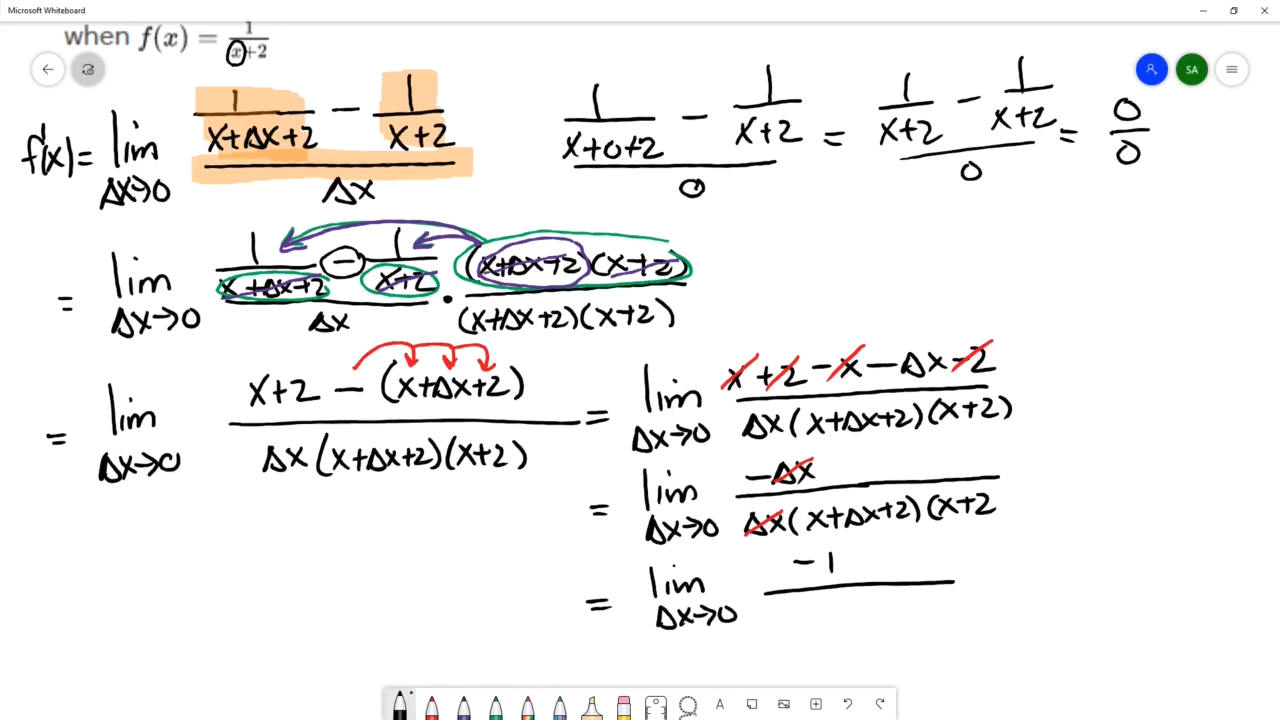 Microsoft Whiteboard
when f(x) = 1/(x+2)
SA
f'(x) = lim Δx→0 (1/(x+Δx+2) − 1/(x+2))/Δx
(1/(x+0+2) − 1/(x+2))/0 = (1/(x+2) − 1/(x+2))/0 = 0/0
= lim Δx→0 (1/(x+Δx+2) − 1/(x+2))/Δx · ((x+Δx+2)(x+2))/((x+Δx+2)(x+2))
= lim Δx→0 (x+2 − (x+Δx+2))/(Δx(x+Δx+2)(x+2))
= lim Δx→0 (x+2−x−Δx−2)/(Δx(x+Δx+2)(x+2))
= lim Δx→0 −Δx/(Δx(x+Δx+2)(x+2
= lim Δx→0 −1/
A